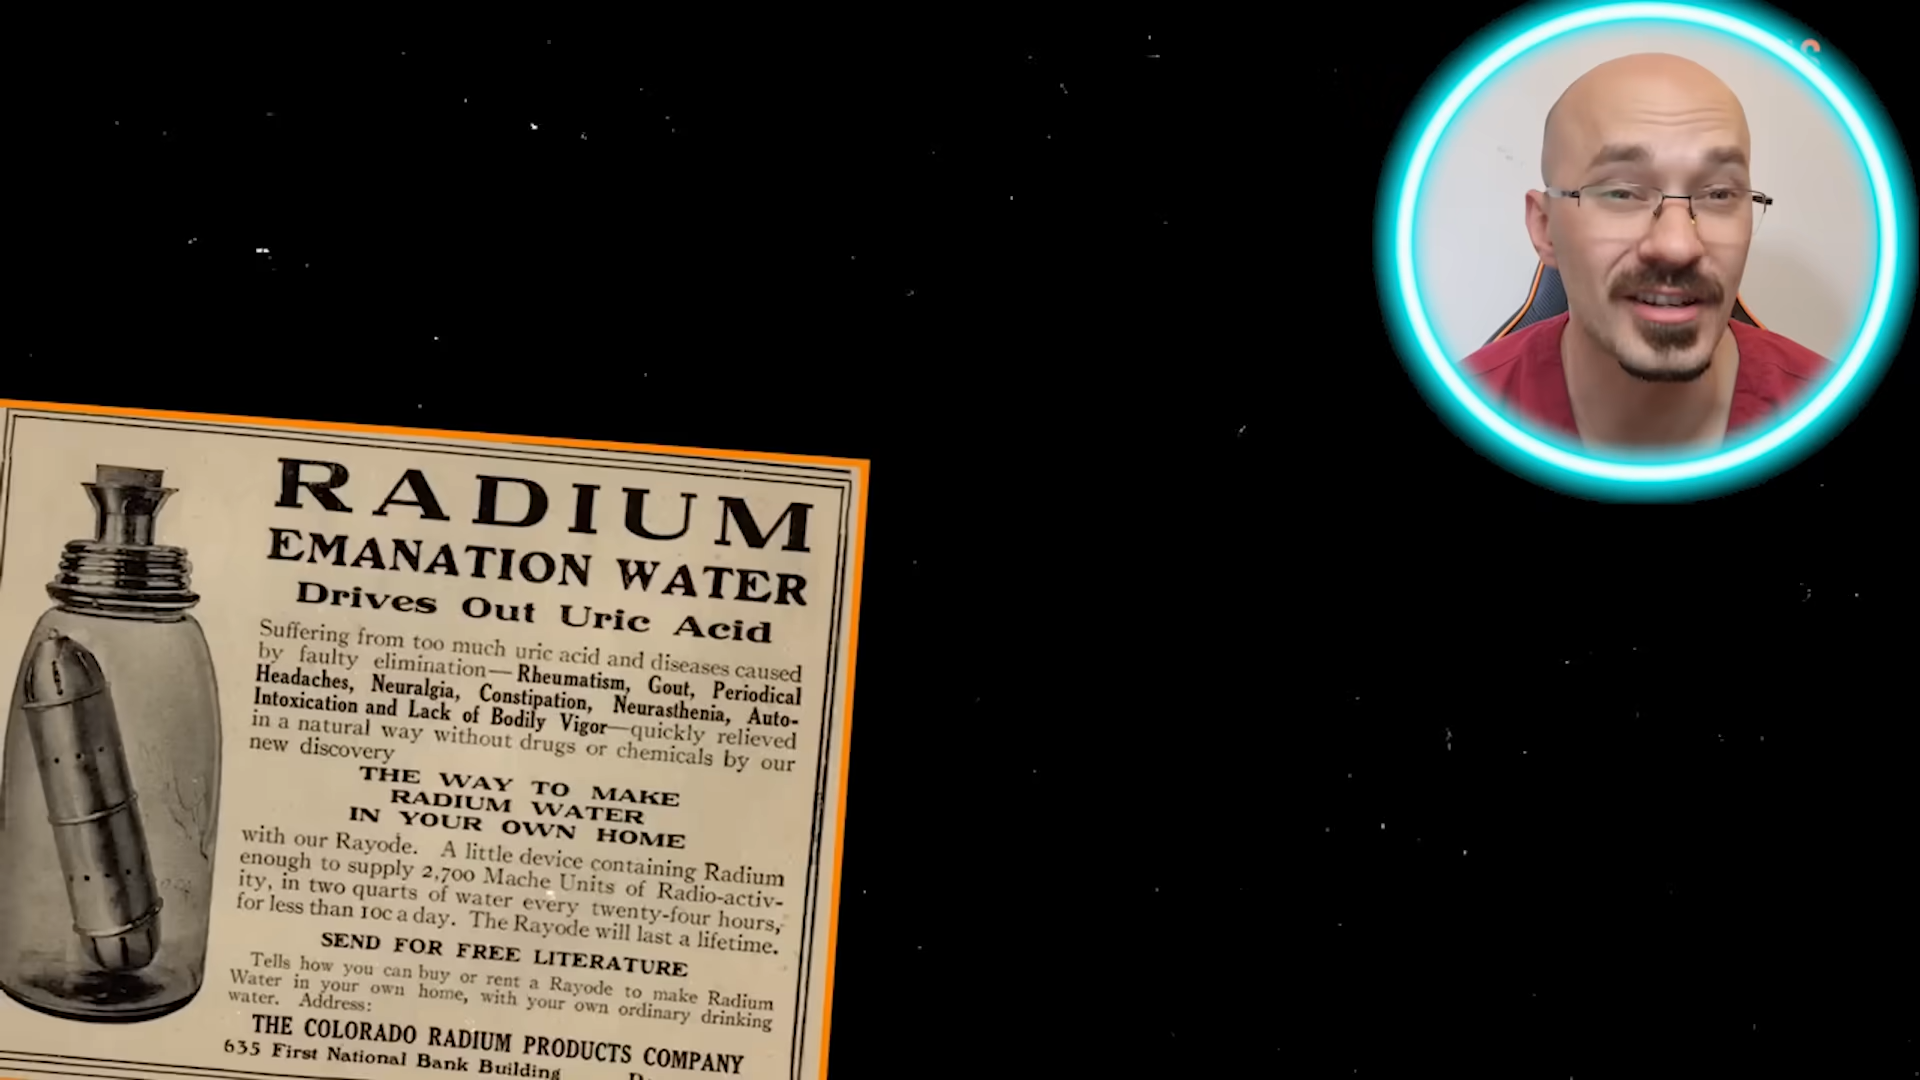 RADIUM
EMANATION WATER
Drives Out Uric Acid
Suffering from too much uric acid and diseases caused
by faulty elimination—Rheumatism, Gout, Periodical
Headaches, Neuralgia, Constipation, Neurasthenia, Auto-
Intoxication and Lack of Bodily Vigor—quickly relieved
in a natural way without drugs or chemicals by our
new discovery
THE WAY TO MAKE
RADIUM WATER
IN YOUR OWN HOME
with our Rayode. A little device containing Radium
enough to supply 2,700 Mache Units of Radio-activ-
ity, in two quarts of water every twenty-four hours,
for less than 10c a day. The Rayode will last a lifetime.
SEND FOR FREE LITERATURE
Tells how you can buy or rent a Rayode to make Radium
Water in your own home, with your own ordinary drinking
water. Address:
THE COLORADO RADIUM PRODUCTS COMPANY
635 First National Bank Building